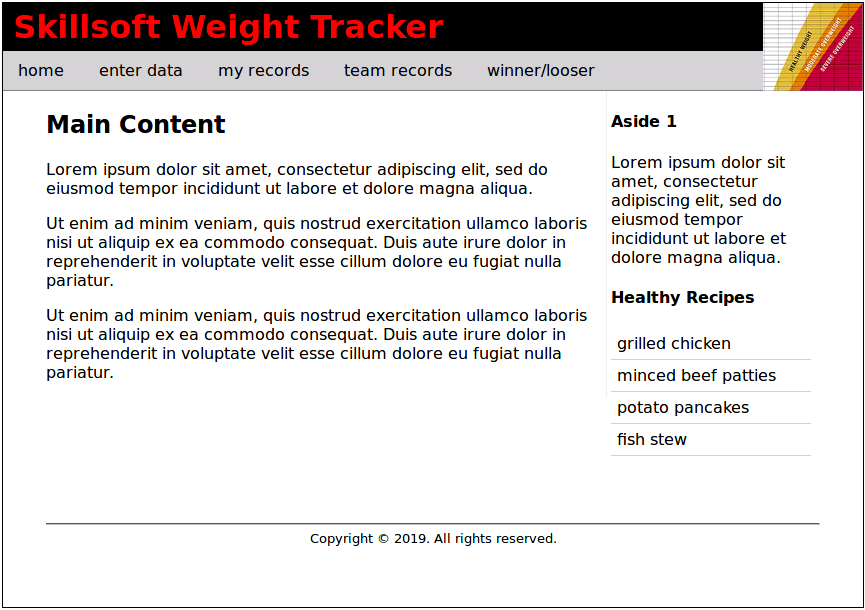 Skillsoft Weight Tracker
HEALTHY WEIGHT
MODERATE OVERWEIGHT
SEVERE OVERWEIGHT
home enter data my records team records winner/looser
Main Content
Lorem ipsum dolor sit amet, consectetur adipiscing elit, sed do
eiusmod tempor incididunt ut labore et dolore magna aliqua.
Ut enim ad minim veniam, quis nostrud exercitation ullamco laboris
nisi ut aliquip ex ea commodo consequat. Duis aute irure dolor in
reprehenderit in voluptate velit esse cillum dolore eu fugiat nulla
pariatur.
Ut enim ad minim veniam, quis nostrud exercitation ullamco laboris
nisi ut aliquip ex ea commodo consequat. Duis aute irure dolor in
reprehenderit in voluptate velit esse cillum dolore eu fugiat nulla
pariatur.
Aside 1
Lorem ipsum dolor sit
amet, consectetur
adipiscing elit, sed do
eiusmod tempor
incididunt ut labore et
dolore magna aliqua.
Healthy Recipes
grilled chicken
minced beef patties
potato pancakes
fish stew
Copyright © 2019. All rights reserved.